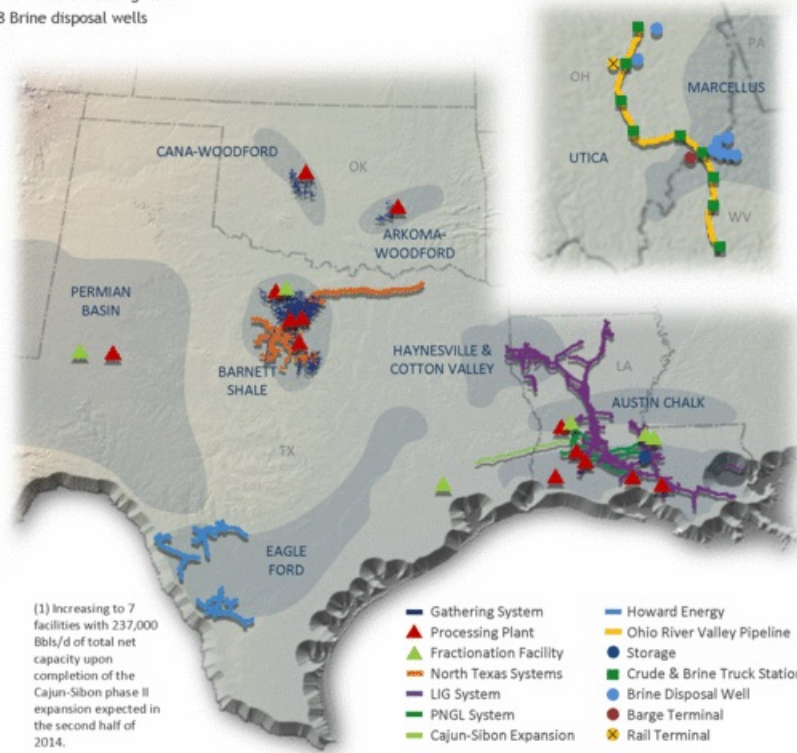 8 Brine disposal wells
PA
OH
MARCELLUS
UTICA
WV
CANA-WOODFORD
OK
ARKOMA-
WOODFORD
PERMIAN
BASIN
BARNETT
SHALE
HAYNESVILLE &
COTTON VALLEY
LA
AUSTIN CHALK
TX
EAGLE
FORD
(1) Increasing to 7
facilities with 237,000
Bbls/d of total net
capacity upon
completion of the
Cajun-Sibon phase II
expansion expected in
the second half of
2014.
Gathering System
Processing Plant
Fractionation Facility
North Texas Systems
LIG System
PNGL System
Cajun-Sibon Expansion
Howard Energy
Ohio River Valley Pipeline
Storage
Crude & Brine Truck Station
Brine Disposal Well
Barge Terminal
Rail Terminal